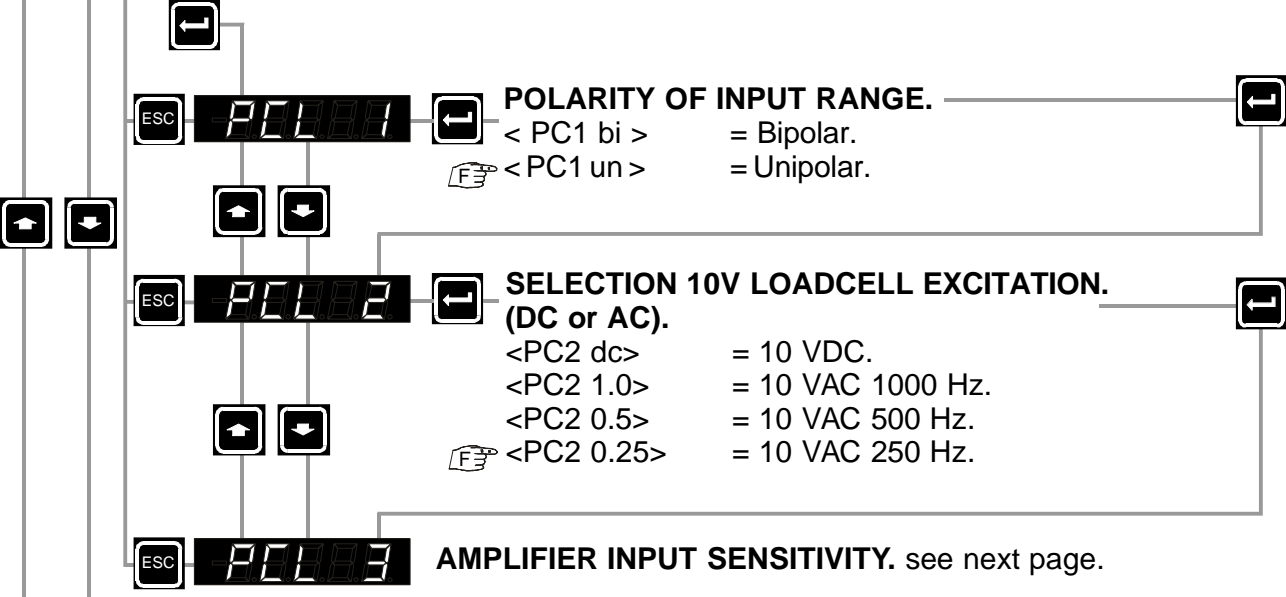 ESC PCL 1 POLARITY OF INPUT RANGE.
< PC1 bi > = Bipolar.
F < PC1 un > = Unipolar.
ESC PCL 2 SELECTION 10V LOADCELL EXCITATION.
(DC or AC).
<PC2 dc> = 10 VDC.
<PC2 1.0> = 10 VAC 1000 Hz.
<PC2 0.5> = 10 VAC 500 Hz.
F <PC2 0.25> = 10 VAC 250 Hz.
ESC PCL 3 AMPLIFIER INPUT SENSITIVITY. see next page.